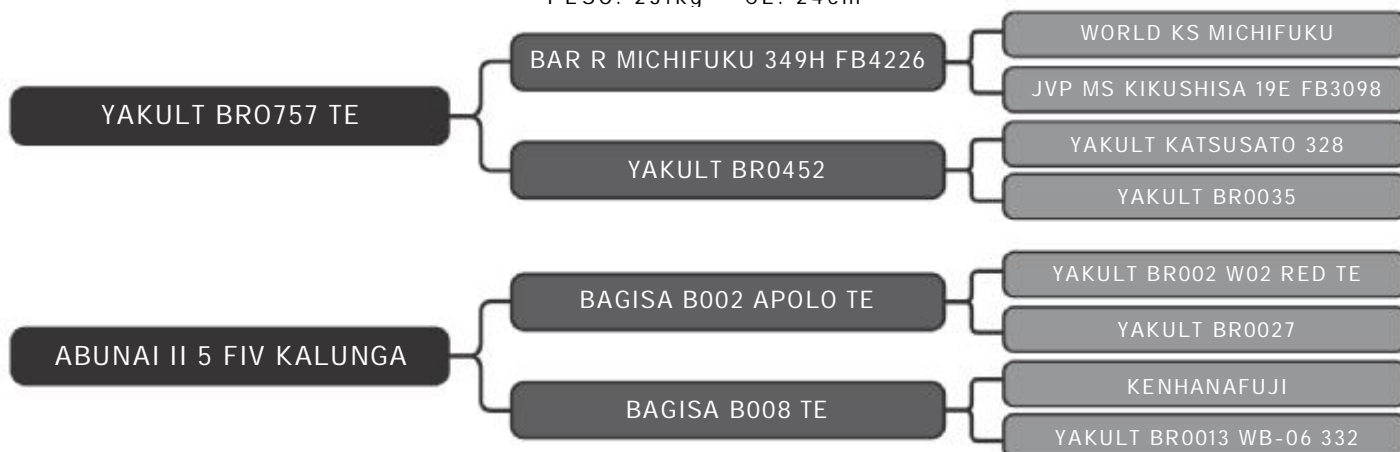 WORLD KS MICHIFUKU
BAR R MICHIFUKU 349H FB4226
JVP MS KIKUSHISA 19E FB3098
YAKULT BR0757 TE
YAKULT KATSUSATO 328
YAKULT BR0452
YAKULT BR0035
YAKULT BR002 W02 RED TE
BAGISA B002 APOLO TE
YAKULT BR0027
ABUNAI II 5 FIV KALUNGA
KENHANAFUJI
BAGISA B008 TE
YAKULT BR0013 WB-06 332